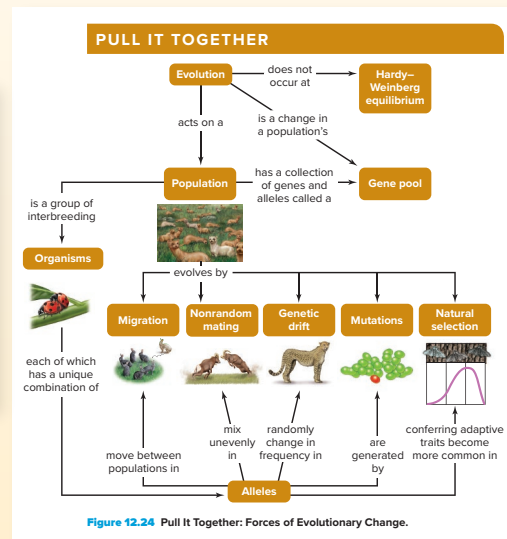 PULL IT TOGETHER
Evolution
does not
occur at
Hardy–
Weinberg
equilibrium
acts on a
is a change in
a population's
Population
has a collection
of genes and
alleles called a
Gene pool
is a group of
interbreeding
Organisms
evolves by
Migration
Nonrandom
mating
Genetic
drift
Mutations
Natural
selection
each of which
has a unique
combination of
move between
populations in
mix
unevenly
in
randomly
change in
frequency in
are
generated
by
conferring adaptive
traits become
more common in
Alleles
Figure 12.24 Pull It Together: Forces of Evolutionary Change.